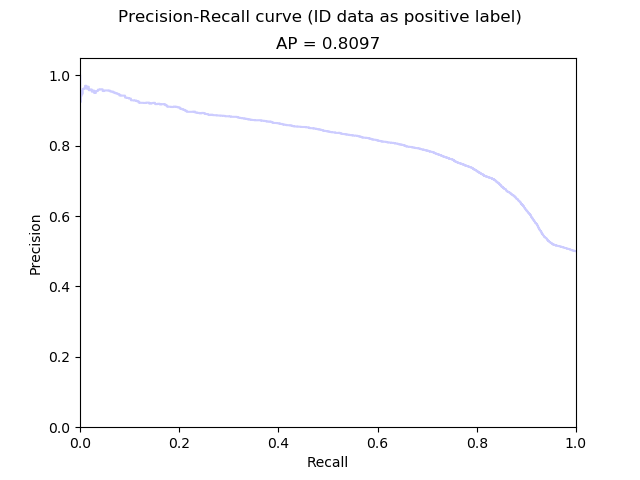 Precision-Recall curve (ID data as positive label)
AP = 0.8097
1.0
0.8
0.6
0.4
0.2
0.0
Precision
0.0 0.2 0.4 0.6 0.8 1.0
Recall